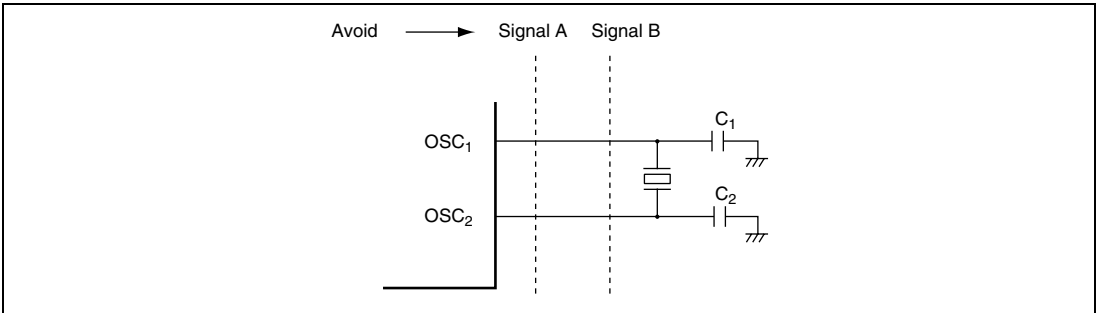 Avoid Signal A Signal B
C₁
OSC₁
C₂
OSC₂